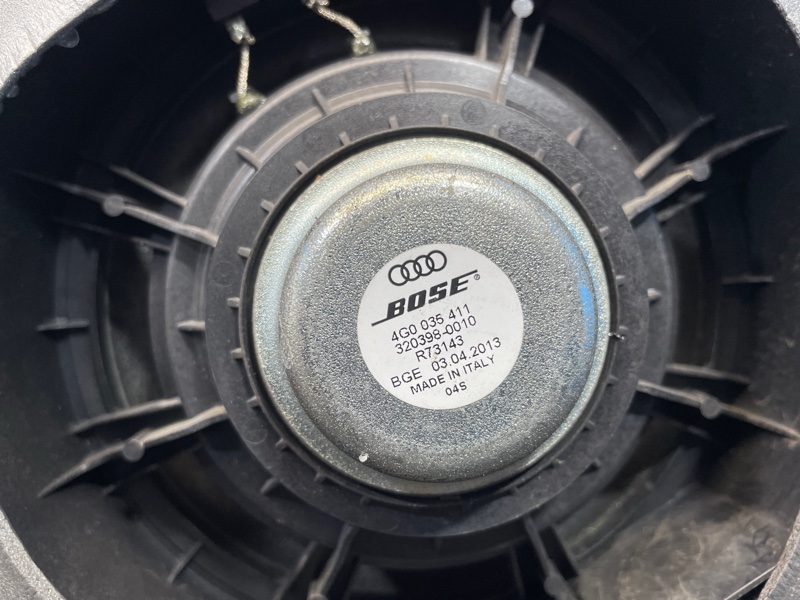 BOSE®
4G0 035 411
320398-0010
R73143
BGE 03.04.2013
MADE IN ITALY
04S